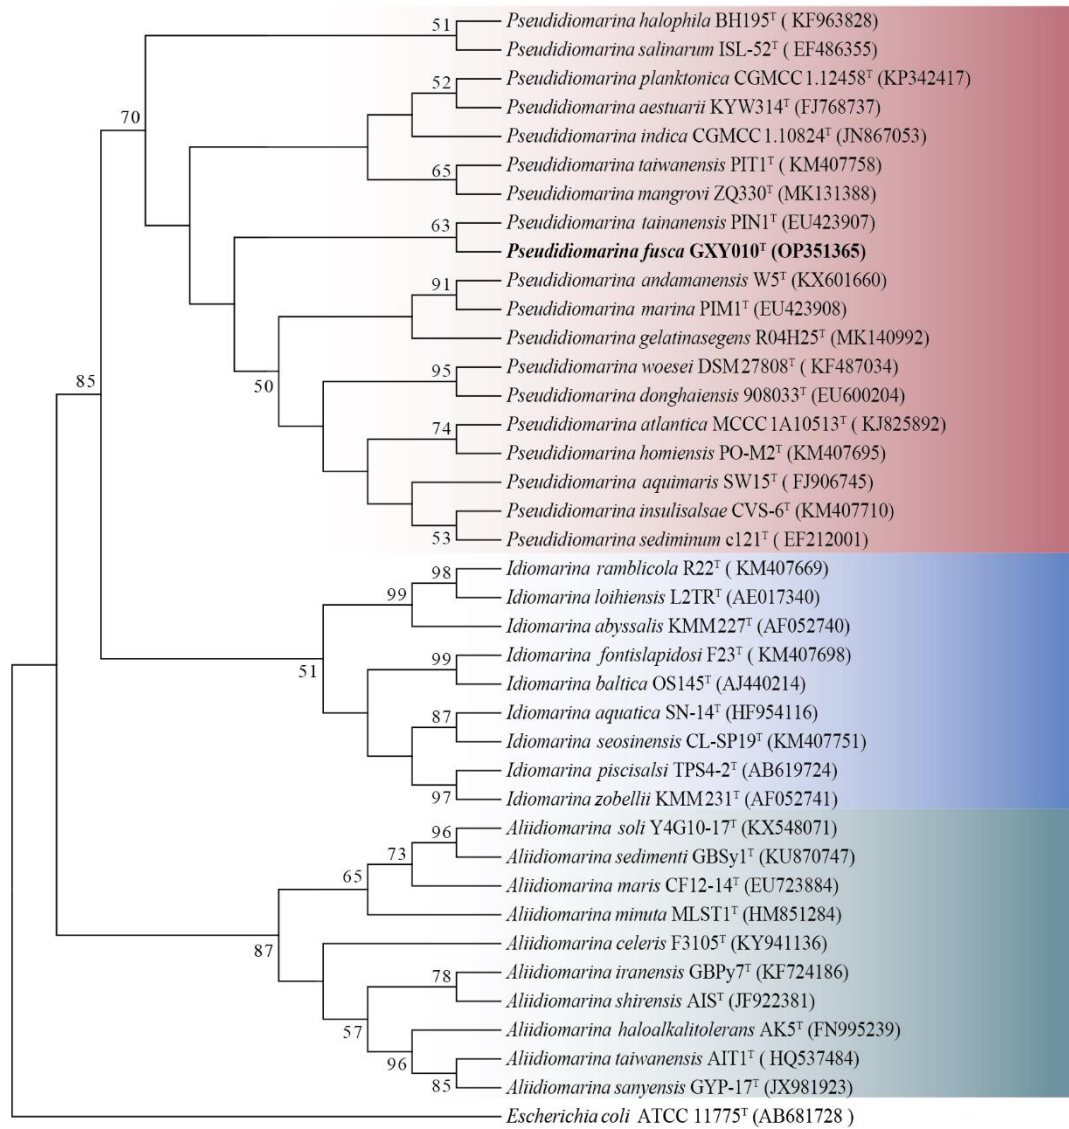 51 Pseudidiomarina halophila BH195ᵀ ( KF963828)
Pseudidiomarina salinarum ISL-52ᵀ ( EF486355)
52 Pseudidiomarina planktonica CGMCC 1.12458ᵀ (KP342417)
70 Pseudidiomarina aestuarii KYW314ᵀ (FJ768737)
Pseudidiomarina indica CGMCC 1.10824ᵀ (JN867053)
65 Pseudidiomarina taiwanensis PIT1ᵀ ( KM407758)
Pseudidiomarina mangrovi ZQ330ᵀ (MK131388)
63 Pseudidiomarina tainanensis PIN1ᵀ (EU423907)
Pseudidiomarina fusca GXY010ᵀ (OP351365)
91 Pseudidiomarina andamanensis W5ᵀ (KX601660)
Pseudidiomarina marina PIM1ᵀ (EU423908)
Pseudidiomarina gelatinasegens R04H25ᵀ (MK140992)
95 Pseudidiomarina woesei DSM27808ᵀ ( KF487034)
85 50 Pseudidiomarina donghaiensis 908033ᵀ (EU600204)
74 Pseudidiomarina atlantica MCCC 1A10513ᵀ ( KJ825892)
Pseudidiomarina homiensis PO-M2ᵀ (KM407695)
Pseudidiomarina aquimaris SW15ᵀ ( FJ906745)
Pseudidiomarina insulisalsae CVS-6ᵀ (KM407710)
53 Pseudidiomarina sediminum c121ᵀ ( EF212001)
98 Idiomarina ramblicola R22ᵀ ( KM407669)
99 Idiomarina loihiensis L2TRᵀ (AE017340)
Idiomarina abyssalis KMM227ᵀ (AF052740)
99 Idiomarina fontislapidosi F23ᵀ ( KM407698)
51 Idiomarina baltica OS145ᵀ (AJ440214)
87 Idiomarina aquatica SN-14ᵀ (HF954116)
Idiomarina seosinensis CL-SP19ᵀ (KM407751)
Idiomarina piscisalsi TPS4-2ᵀ (AB619724)
97 Idiomarina zobellii KMM231ᵀ (AF052741)
96 Aliidiomarina soli Y4G10-17ᵀ (KX548071)
73 Aliidiomarina sedimenti GBSy1ᵀ (KU870747)
65 Aliidiomarina maris CF12-14ᵀ (EU723884)
Aliidiomarina minuta MLST1ᵀ (HM851284)
87 Aliidiomarina celeris F3105ᵀ (KY941136)
78 Aliidiomarina iranensis GBPy7ᵀ (KF724186)
Aliidiomarina shirensis AISᵀ (JF922381)
57 Aliidiomarina haloalkalitolerans AK5ᵀ (FN995239)
96 Aliidiomarina taiwanensis AIT1ᵀ ( HQ537484)
85 Aliidiomarina sanyensis GYP-17ᵀ (JX981923)
Escherichia coli ATCC 11775ᵀ (AB681728 )